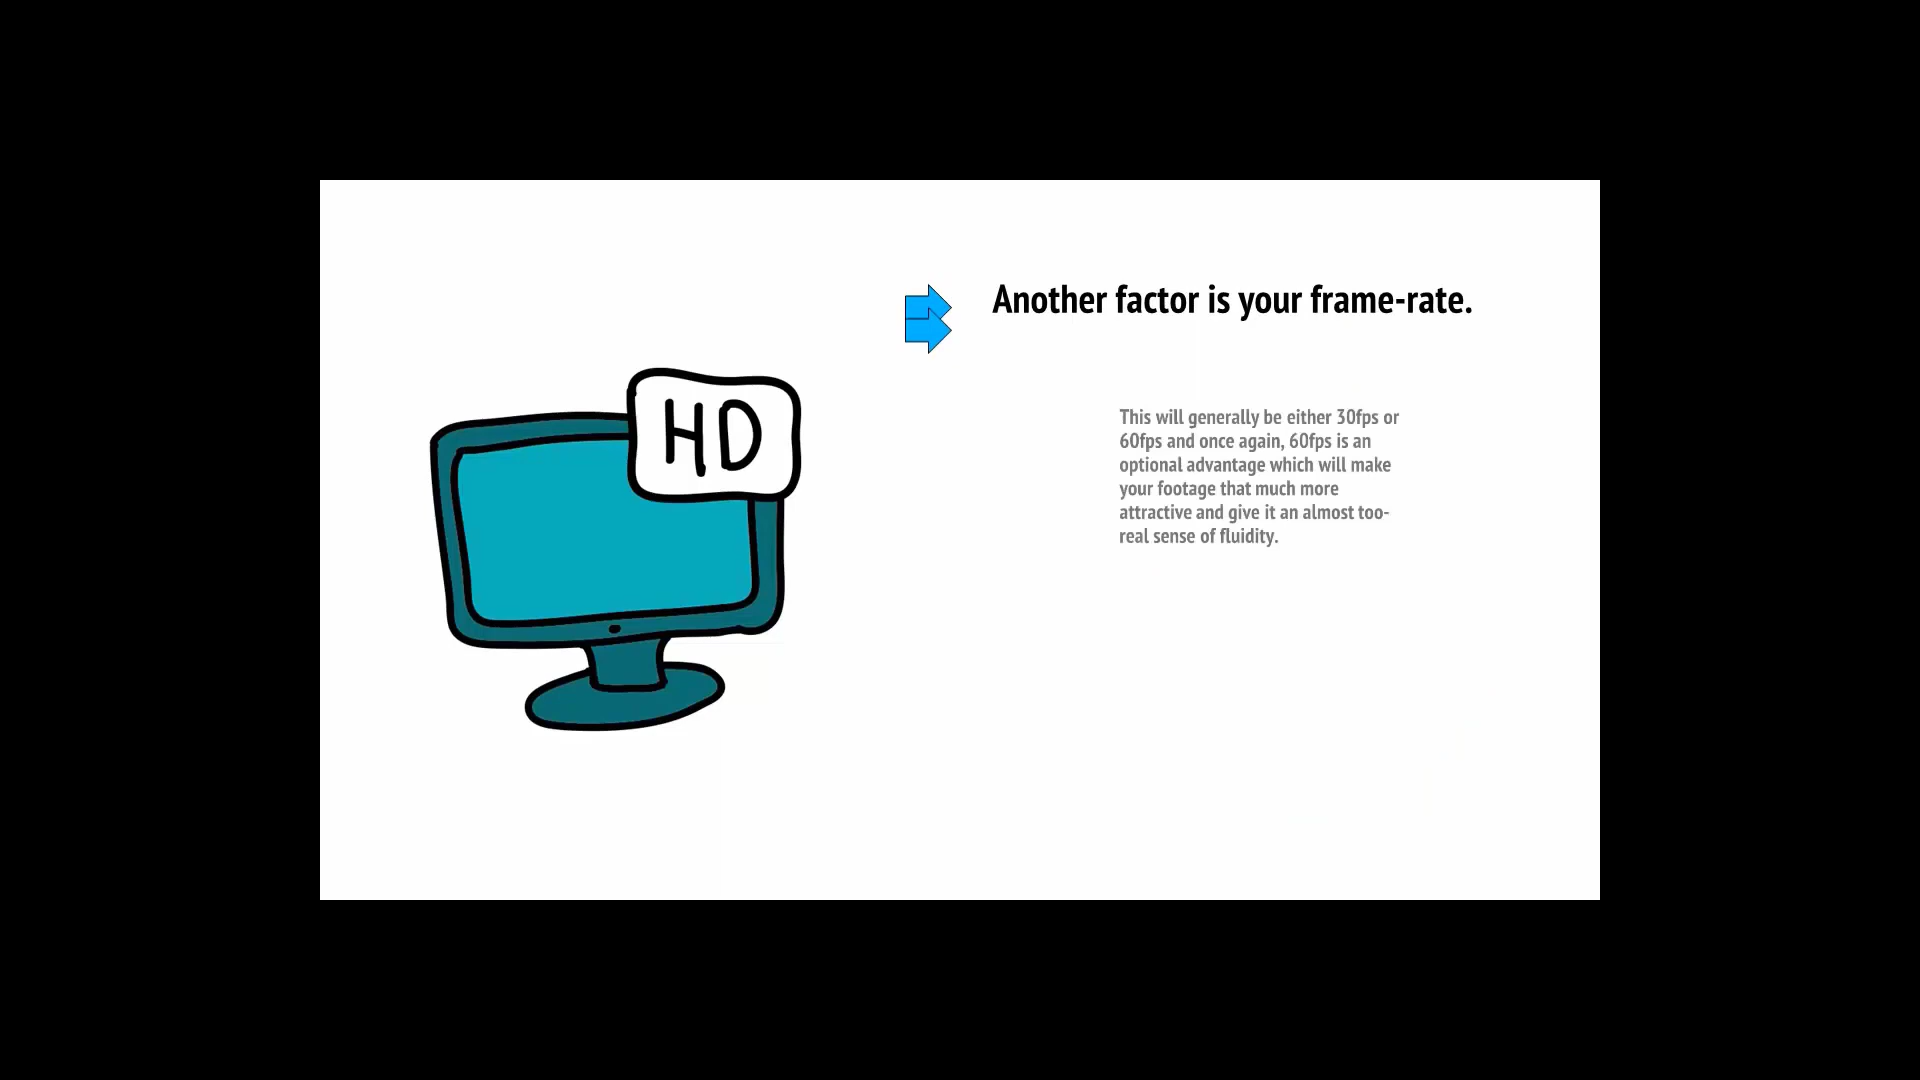 Another factor is your frame-rate.
HD
This will generally be either 30fps or
60fps and once again, 60fps is an
optional advantage which will make
your footage that much more
attractive and give it an almost too-
real sense of fluidity.